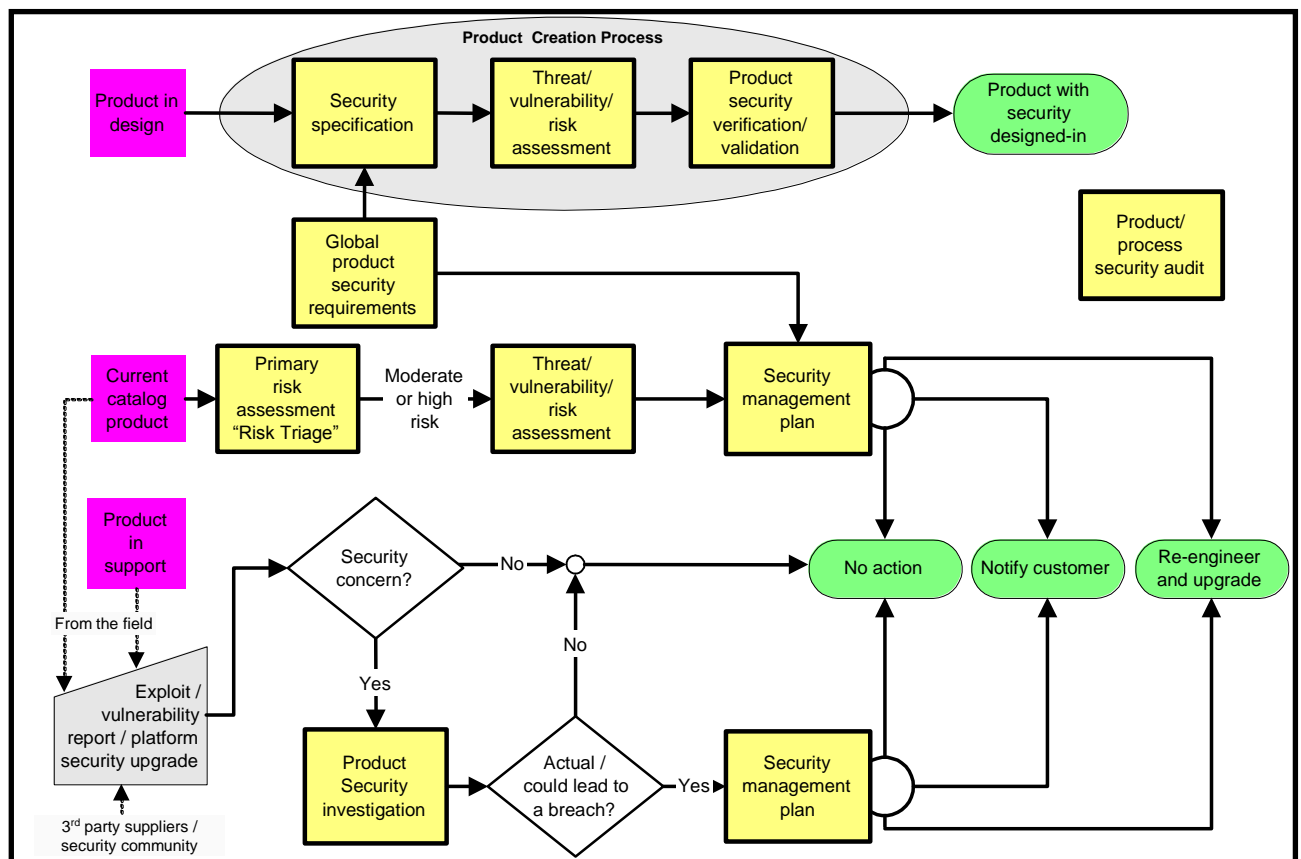 Product Creation Process
Product in
design
Security
specification
Threat/
vulnerability/
risk
assessment
Product
security
verification/
validation
Product with
security
designed-in
Global
product
security
requirements
Product/
process
security audit
Current
catalog
product
Primary
risk
assessment
“Risk Triage”
Moderate
or high
risk
Threat/
vulnerability/
risk
assessment
Security
management
plan
Product
in
support
Security
concern?
No
No action
Notify customer
Re-engineer
and upgrade
From the field
No
Yes
Exploit /
vulnerability
report / platform
security upgrade
Product
Security
investigation
Actual /
could lead to
a breach?
Yes
Security
management
plan
3rd party suppliers /
security community